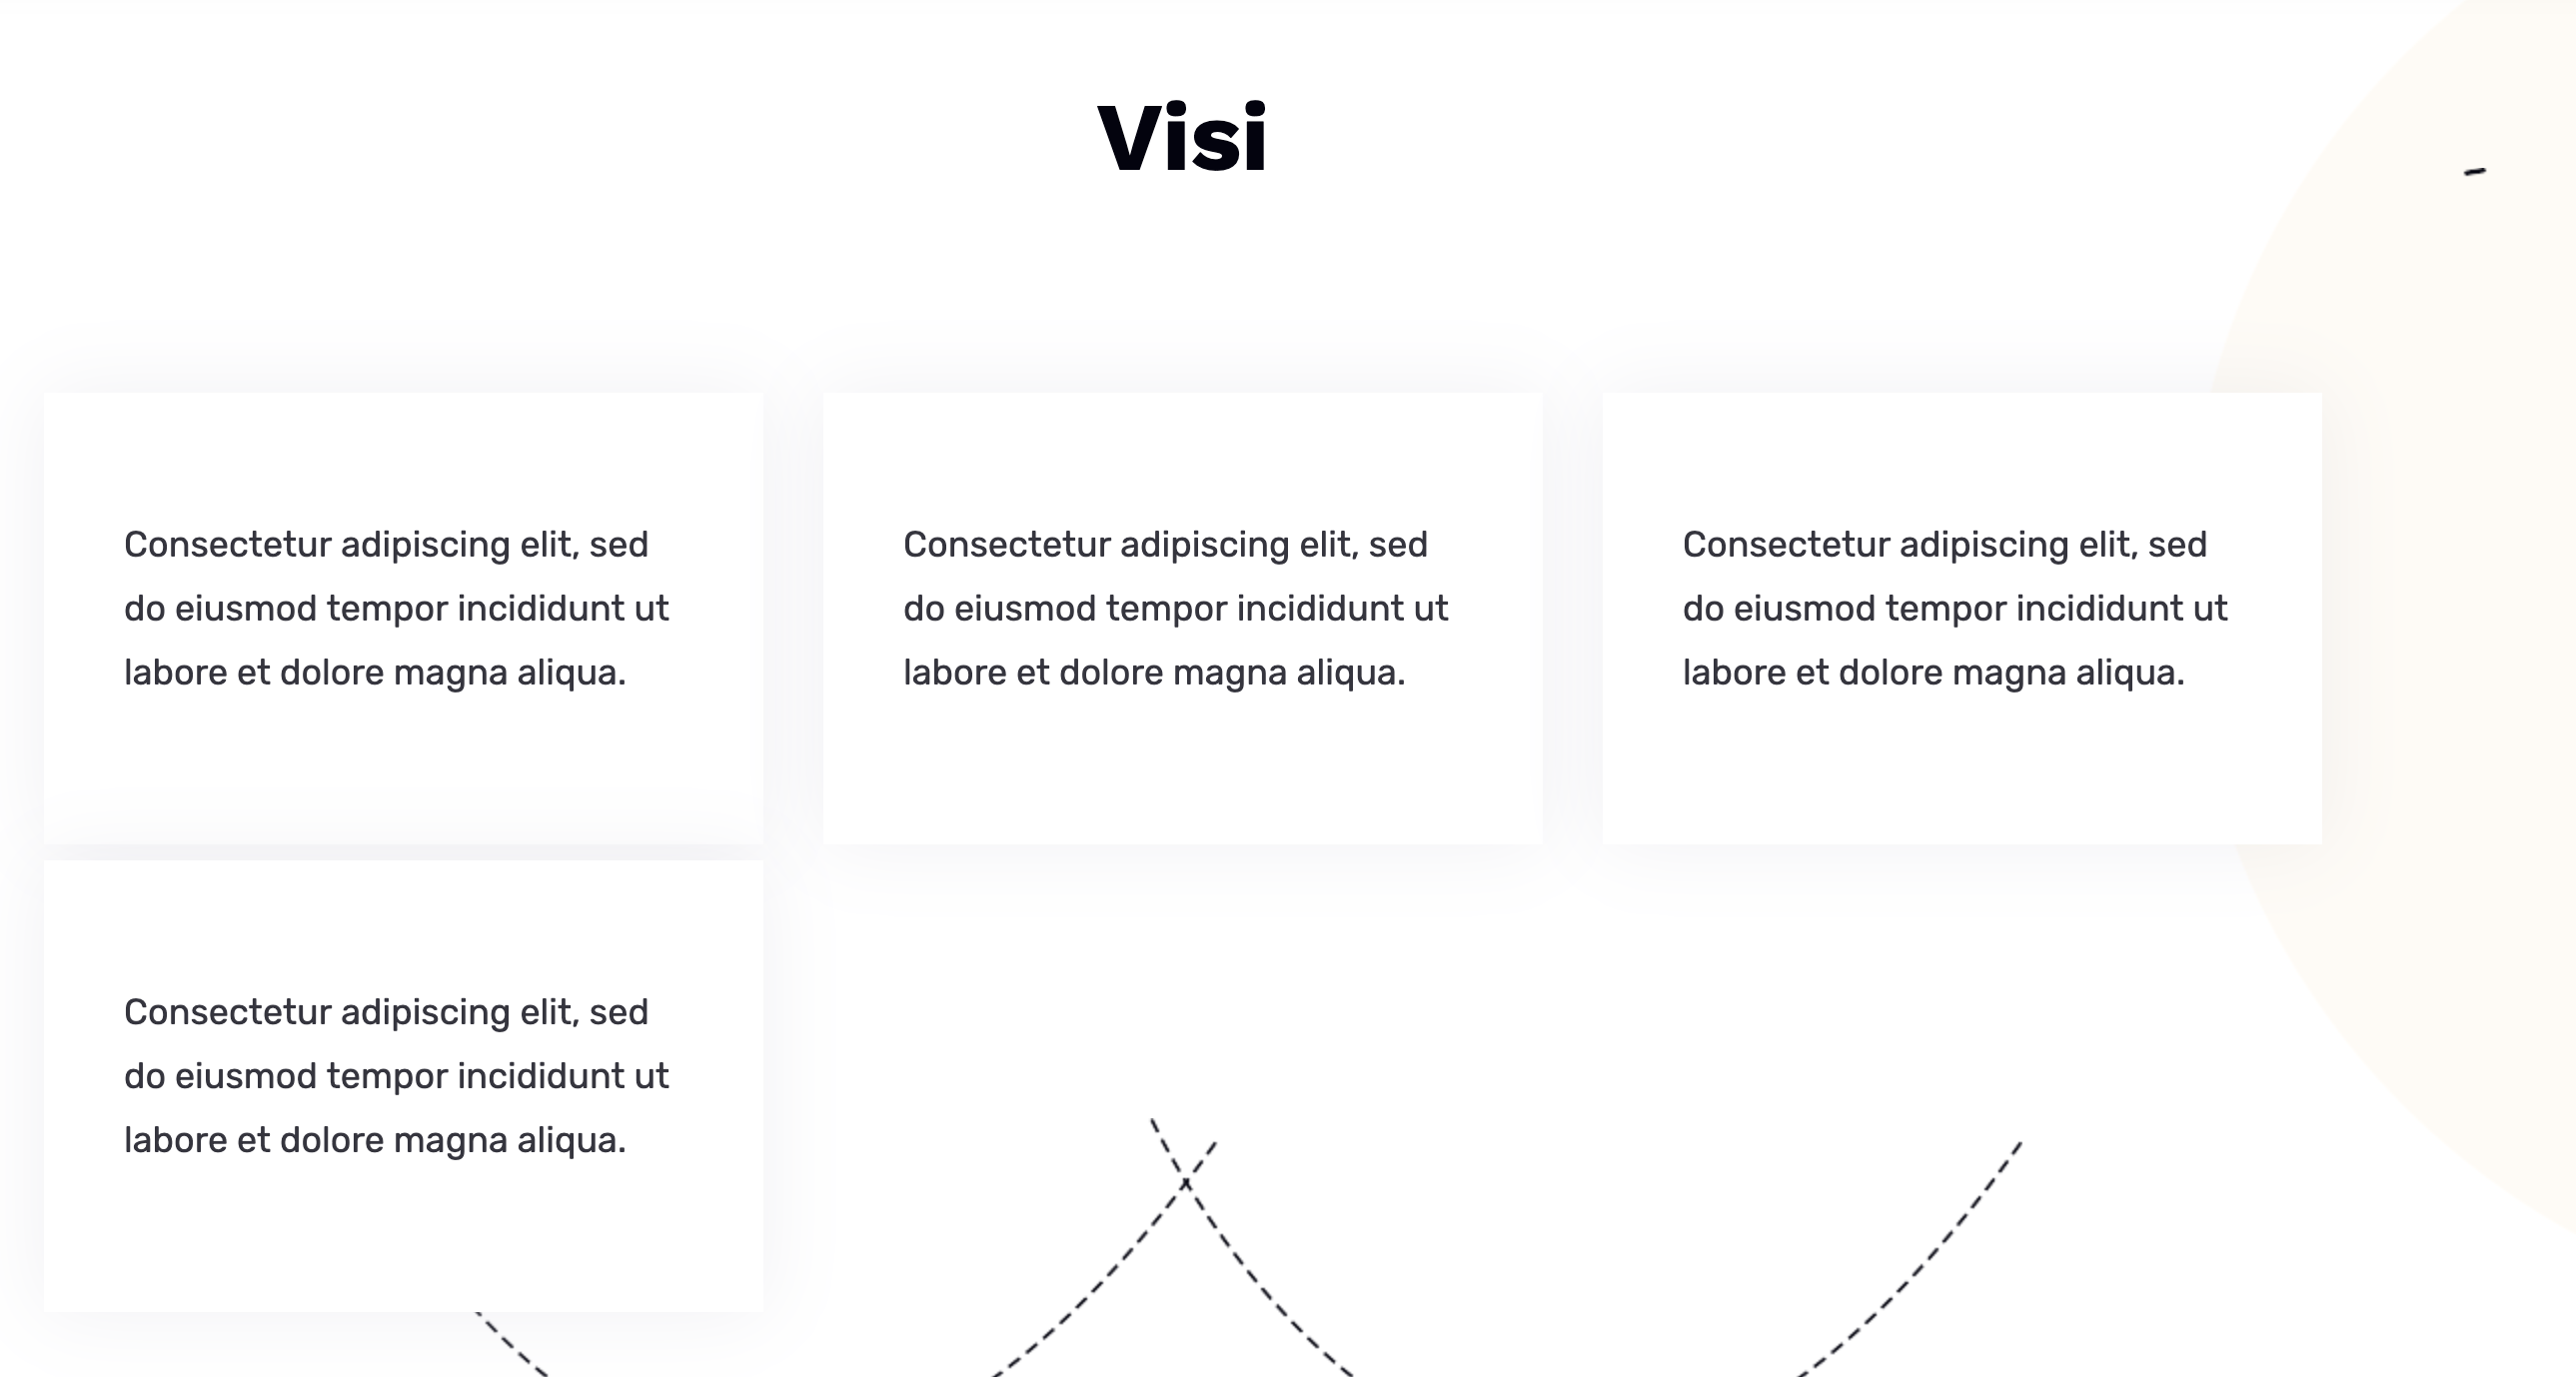 Visi
Consectetur adipiscing elit, sed
do eiusmod tempor incididunt ut
labore et dolore magna aliqua.
Consectetur adipiscing elit, sed
do eiusmod tempor incididunt ut
labore et dolore magna aliqua.
Consectetur adipiscing elit, sed
do eiusmod tempor incididunt ut
labore et dolore magna aliqua.
Consectetur adipiscing elit, sed
do eiusmod tempor incididunt ut
labore et dolore magna aliqua.